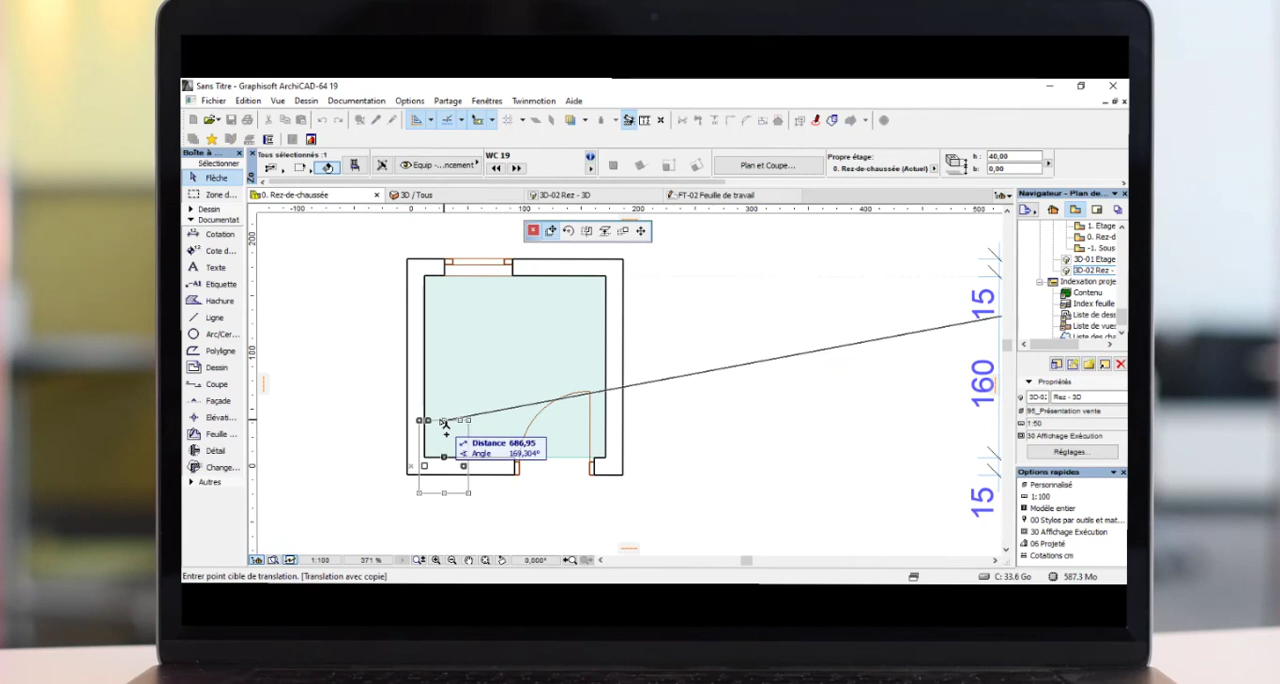 Sans Titre - Graphisoft ArchiCAD-64 19
Fichier Edition Vue Dessin Documentation Options Partage Fenêtres Twinmotion Aide
Boîte à ...
Tous sélectionnés :1
WC 19
Propre étage:
h : 40,00
Sélectionner
Equip -...ncement
Plan et Coupe...
0. Rez-de-chaussée (Actuel)
b: 0,00
Flèche
Zone d...
0. Rez-de-chaussée
3D / Tous
3D-02 Rez - 3D
FT-02 Feuille de travail
Navigateur - Plan de...
Dessin
Documentat
Cotation
Cote d...
Texte
Etiquette
Hachure
Ligne
Arc/Cer...
Polyligne
Dessin
Coupe
Façade
Elévati...
Feuille ...
Détail
Change...
Autres
-100 0 100 200 300 400 500
200
100
0
Distance 686,95
Angle 169,304°
15
160
15
1. Etage
0. Rez-d
-1. Sous
3D-01 Etage
3D-02 Rez -
Indexation proje
Contenu
Index feuille
Liste de dess
Liste de vues
Propriétés
Rez - 3D
1:50
30 Affichage Exécution
Réglages...
Options rapides
Personnalisé
1:100
Modèle entier
00 Stylos par outils et mat...
30 Affichage Exécution
06 Projeté
Cotations cm
1:100 371 % 0,000°
Entrer point cible de translation. [Translation avec copie]
C: 33.6 Go 587.3 Mo